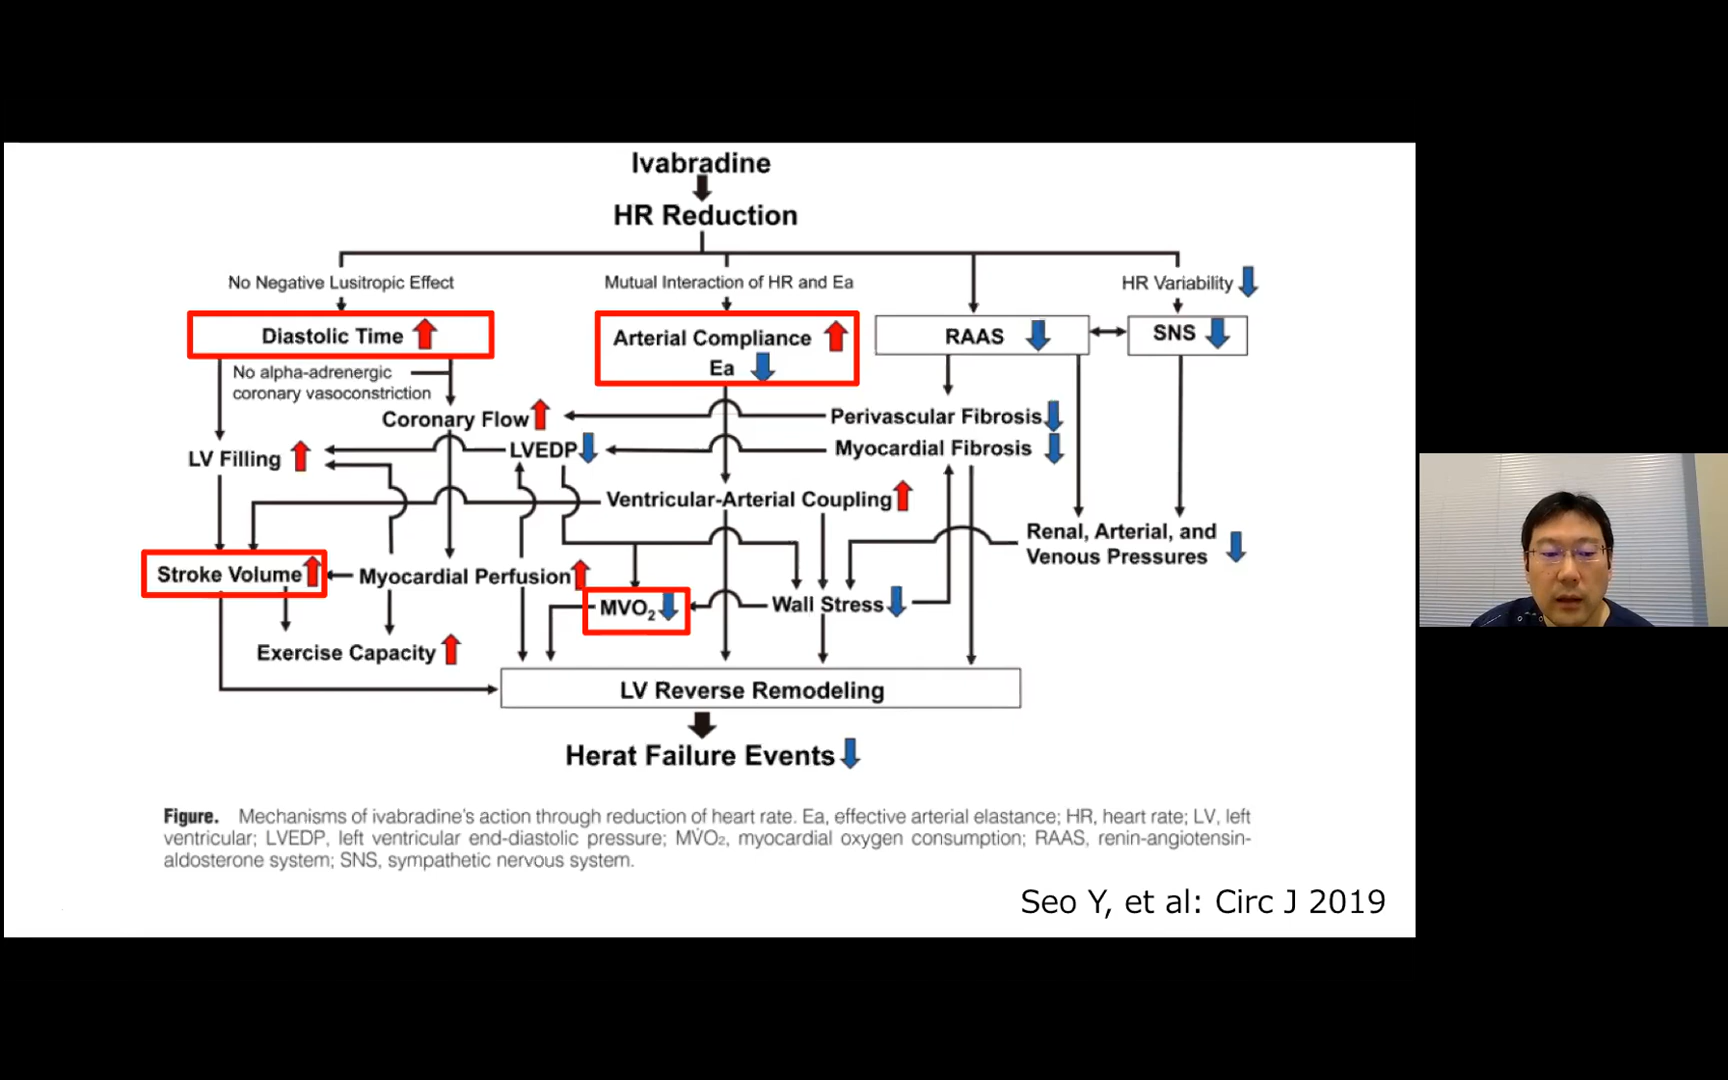 Ivabradine
HR Reduction
No Negative Lusitropic Effect
Mutual Interaction of HR and Ea
HR Variability
Diastolic Time
Arterial Compliance
Ea
RAAS
SNS
No alpha-adrenergic
coronary vasoconstriction
Coronary Flow
Perivascular Fibrosis
LV Filling
LVEDP
Myocardial Fibrosis
Ventricular-Arterial Coupling
Renal, Arterial, and
Venous Pressures
Stroke Volume
Myocardial Perfusion
MVO₂
Wall Stress
Exercise Capacity
LV Reverse Remodeling
Herat Failure Events
Figure. Mechanisms of ivabradine's action through reduction of heart rate. Ea, effective arterial elastance; HR, heart rate; LV, left
ventricular; LVEDP, left ventricular end-diastolic pressure; MV̇O₂, myocardial oxygen consumption; RAAS, renin-angiotensin-
aldosterone system; SNS, sympathetic nervous system.
Seo Y, et al: Circ J 2019